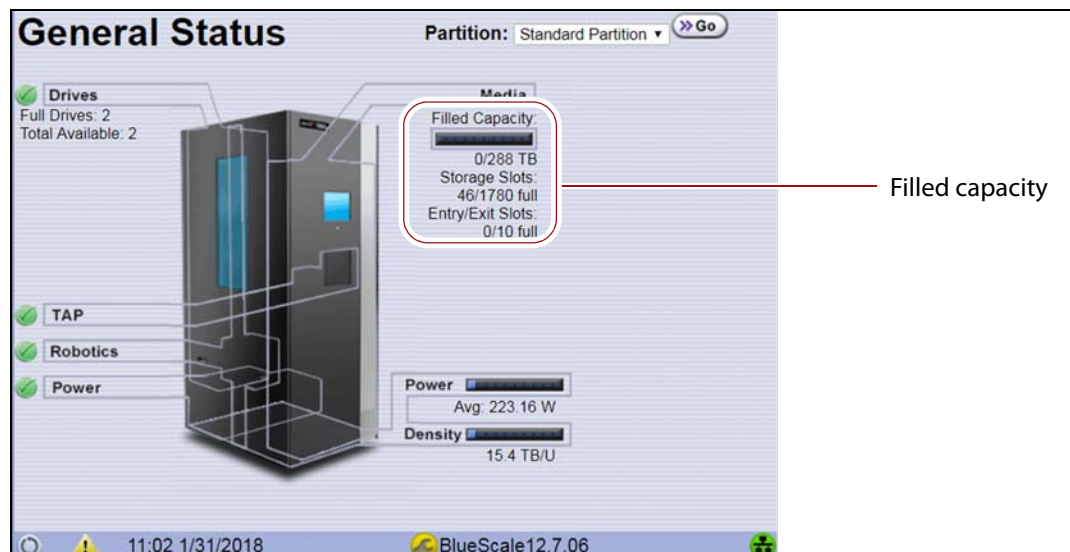 General Status
Partition: Standard Partition Go
Drives
Full Drives: 2
Total Available: 2
Media
Filled Capacity:
0/288 TB
Storage Slots:
46/1780 full
Entry/Exit Slots:
0/10 full
Filled capacity
TAP
Robotics
Power
Power
Avg: 223.16 W
Density
15.4 TB/U
11:02 1/31/2018 BlueScale12.7.06